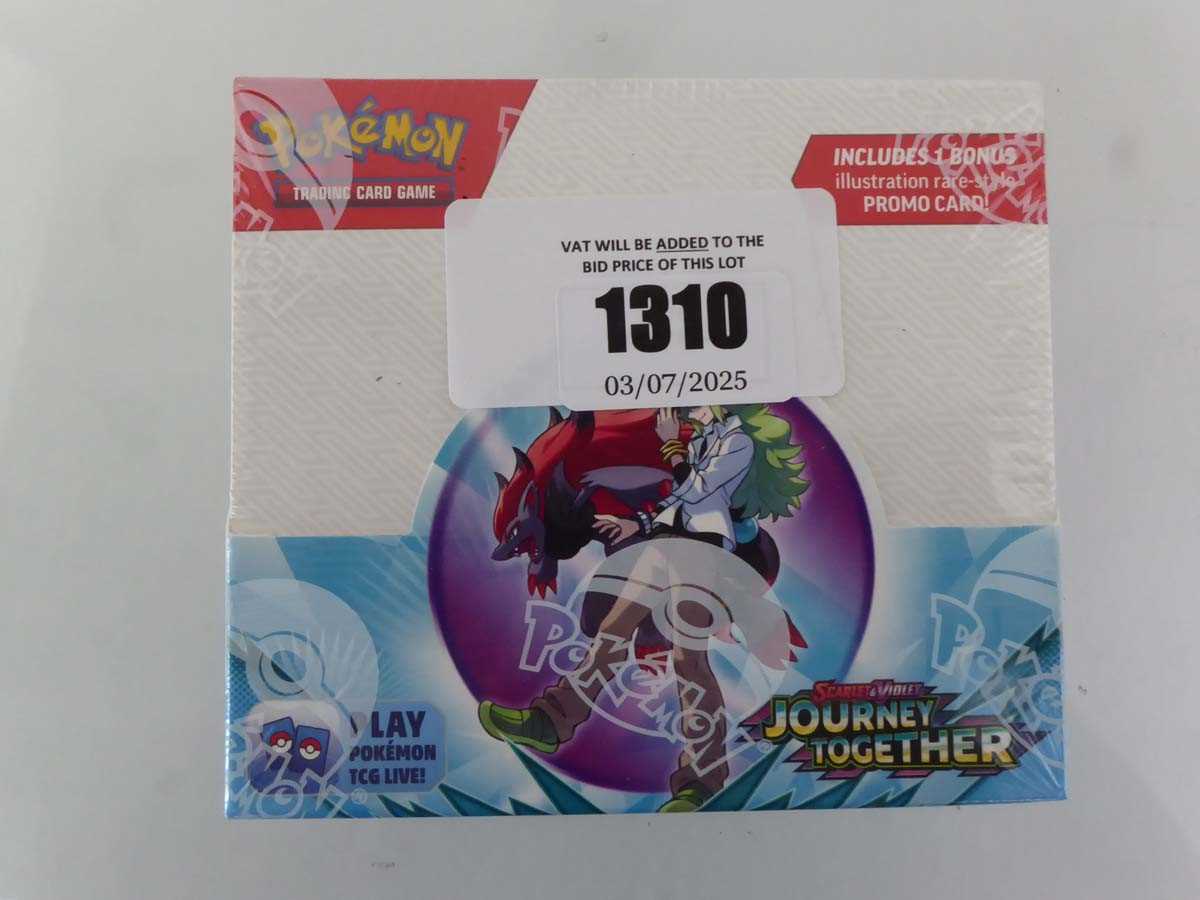 POKéMON
TRADING CARD GAME
INCLUDES 1 BONUS
illustration rare-style
PROMO CARD!
VAT WILL BE ADDED TO THE
BID PRICE OF THIS LOT
1310
03/07/2025
POKéMON
PLAY
POKÉMON
TCG LIVE!
SCARLET & VIOLET
JOURNEY
TOGETHER